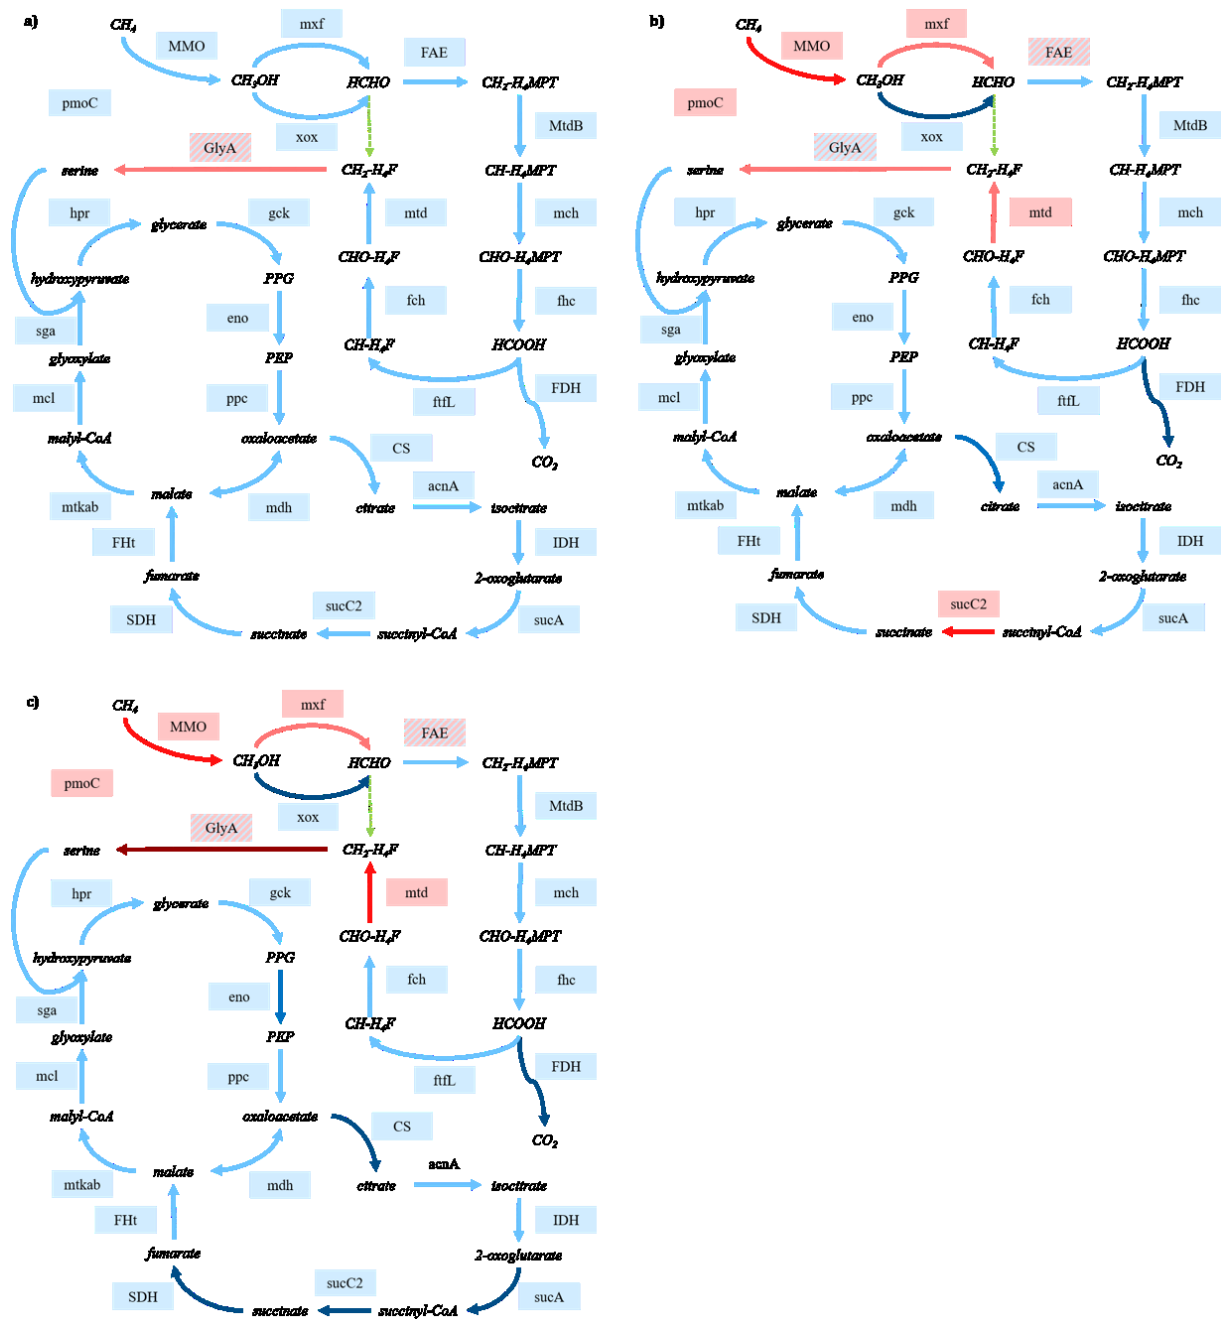 a)
CH₄
mxf
MMO
FAE
CH₃OH
HCHO
CH₂-H₄MPT
pmoC
xox
MtdB
GlyA
serine
CH₂-H₄F
CH-H₄MPT
hpr
gck
mtd
mch
glycerate
CHO-H₄F
CHO-H₄MPT
hydroxypyruvate
PPG
fch
fhc
sga
eno
glyoxylate
PEP
CH-H₄F
HCOOH
mcl
ppc
ftfL
FDH
malyl-CoA
oxaloacetate
CS
CO₂
acnA
mtkab
malate
mdh
citrate
isocitrate
FHt
IDH
fumarate
2-oxoglutarate
SDH
sucC2
sucA
succinate
succinyl-CoA
b)
CH₄
mxf
MMO
FAE
CH₃OH
HCHO
CH₂-H₄MPT
pmoC
xox
MtdB
GlyA
serine
CH₂-H₄F
CH-H₄MPT
hpr
gck
mtd
mch
glycerate
CHO-H₄F
CHO-H₄MPT
hydroxypyruvate
PPG
fch
fhc
sga
eno
glyoxylate
PEP
CH-H₄F
HCOOH
mcl
ppc
ftfL
FDH
malyl-CoA
oxaloacetate
CS
CO₂
acnA
mtkab
malate
mdh
citrate
isocitrate
FHt
IDH
fumarate
2-oxoglutarate
SDH
sucC2
sucA
succinate
succinyl-CoA
c)
CH₄
mxf
MMO
FAE
CH₃OH
HCHO
CH₂-H₄MPT
pmoC
xox
MtdB
GlyA
serine
CH₂-H₄F
CH-H₄MPT
hpr
gck
mtd
mch
glycerate
CHO-H₄F
CHO-H₄MPT
hydroxypyruvate
PPG
fch
fhc
sga
eno
glyoxylate
PEP
CH-H₄F
HCOOH
mcl
ppc
ftfL
FDH
malyl-CoA
oxaloacetate
CS
CO₂
acnA
mtkab
malate
mdh
citrate
isocitrate
FHt
IDH
fumarate
2-oxoglutarate
SDH
sucC2
sucA
succinate
succinyl-CoA